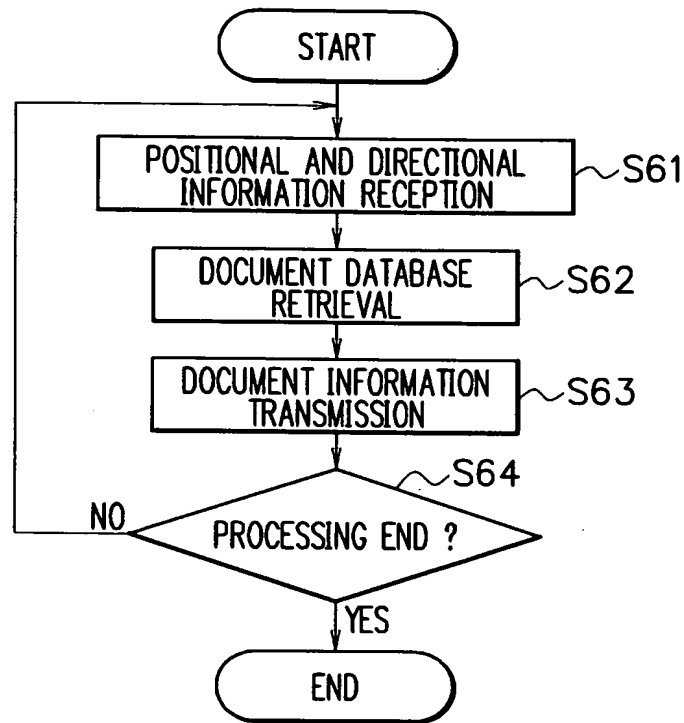 START
POSITIONAL AND DIRECTIONAL
INFORMATION RECEPTION
S61
DOCUMENT DATABASE
RETRIEVAL
S62
DOCUMENT INFORMATION
TRANSMISSION
S63
S64
NO
PROCESSING END ?
YES
END